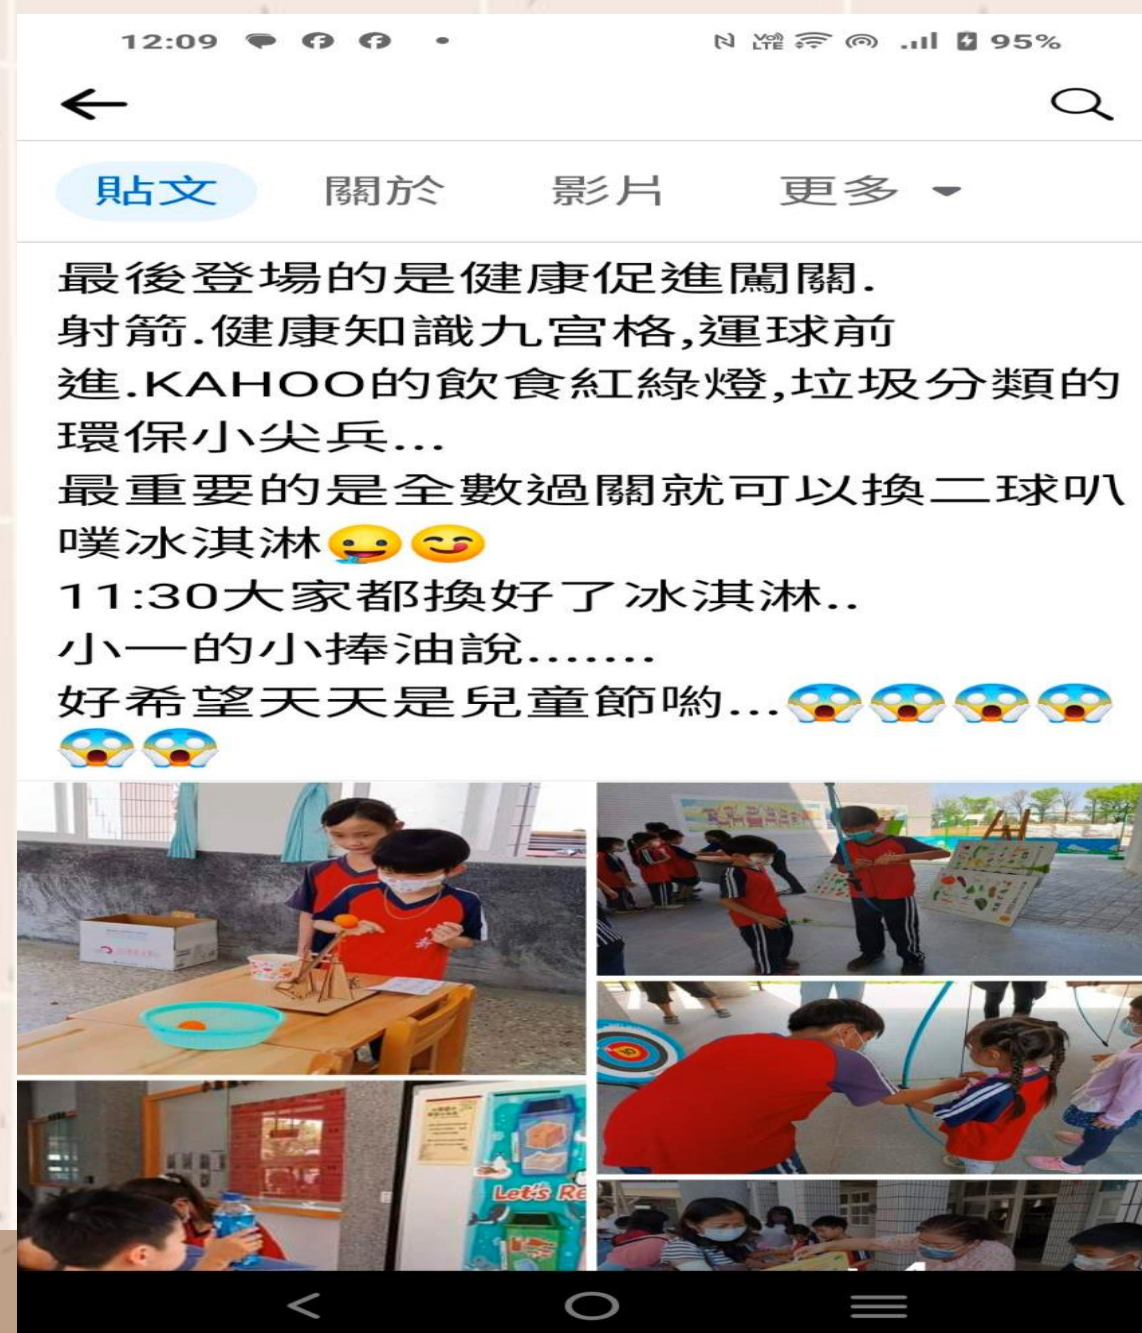 12:09
95%
貼文 關於 影片 更多
最後登場的是健康促進闖關.
射箭.健康知識九宮格,運球前
進.KAHOO的飲食紅綠燈,垃圾分類的
環保小尖兵...
最重要的是全數過關就可以換二球叭
噗冰淇淋🤤😋
11:30大家都換好了冰淇淋..
小一的小捧油說.......
好希望天天是兒童節喲...😱😱😱😱
😱😱
Let's Re